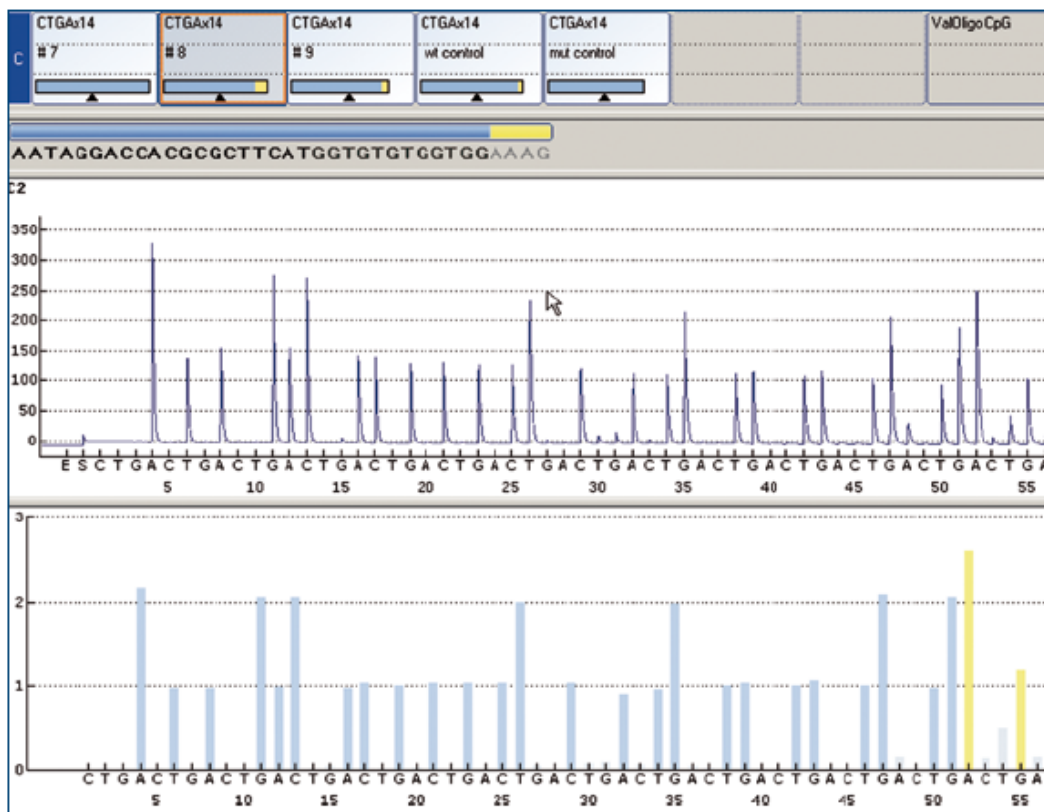 CTGAx14 CTGAx14 CTGAx14 CTGAx14 CTGAx14 ValOligoCpG
C # 7 # 8 # 9 wt control mut control
AATAGGACCACGCGCTTCATGGTGTGTGGTGGAAAG
C2
350
300
250
200
150
100
50
0
E S C T G A C T G A C T G A C T G A C T G A C T G A C T G A C T G A C T G A C T G A C T G A C T G A C T G A C T G A
5 10 15 20 25 30 35 40 45 50 55
3
2
1
0
C T G A C T G A C T G A C T G A C T G A C T G A C T G A C T G A C T G A C T G A C T G A C T G A C T G A C T G A
5 10 15 20 25 30 35 40 45 50 55